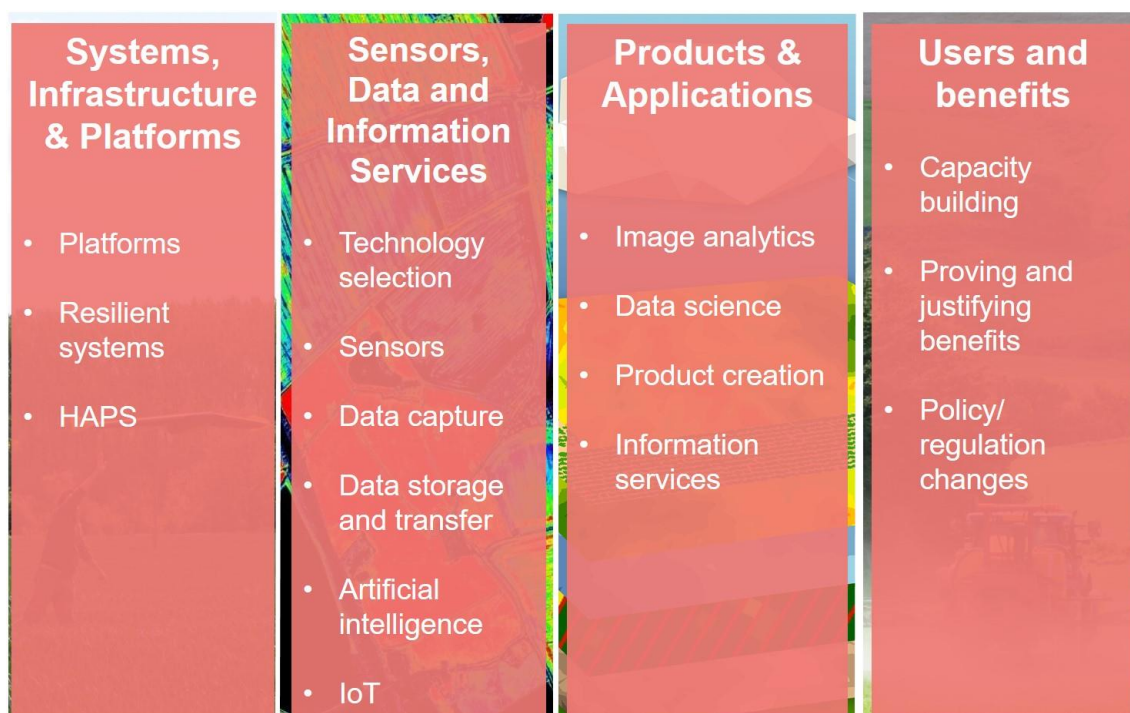 Systems,
Infrastructure
& Platforms
• Platforms
• Resilient
systems
• HAPS
Sensors,
Data and
Information
Services
• Technology
selection
• Sensors
• Data capture
• Data storage
and transfer
• Artificial
intelligence
• IoT
Products &
Applications
• Image analytics
• Data science
• Product creation
• Information
services
Users and
benefits
• Capacity
building
• Proving and
justifying
benefits
• Policy/
regulation
changes